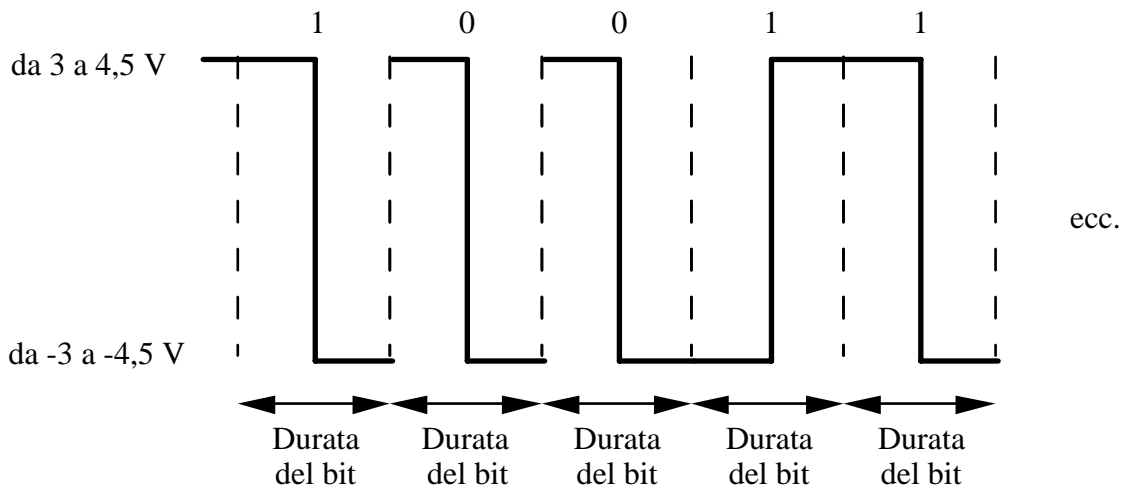 1 0 0 1 1
da 3 a 4,5 V
ecc.
da -3 a -4,5 V
Durata Durata Durata Durata Durata
del bit del bit del bit del bit del bit